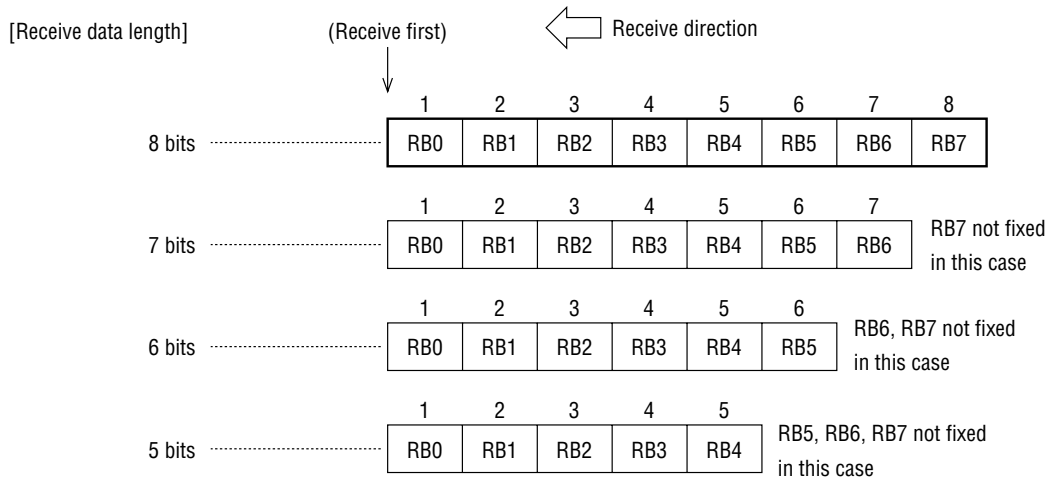 [Receive data length] (Receive first) Receive direction
1 2 3 4 5 6 7 8
8 bits RB0 RB1 RB2 RB3 RB4 RB5 RB6 RB7
1 2 3 4 5 6 7
7 bits RB0 RB1 RB2 RB3 RB4 RB5 RB6
RB7 not fixed
in this case
1 2 3 4 5 6
6 bits RB0 RB1 RB2 RB3 RB4 RB5
RB6, RB7 not fixed
in this case
1 2 3 4 5
5 bits RB0 RB1 RB2 RB3 RB4
RB5, RB6, RB7 not fixed
in this case